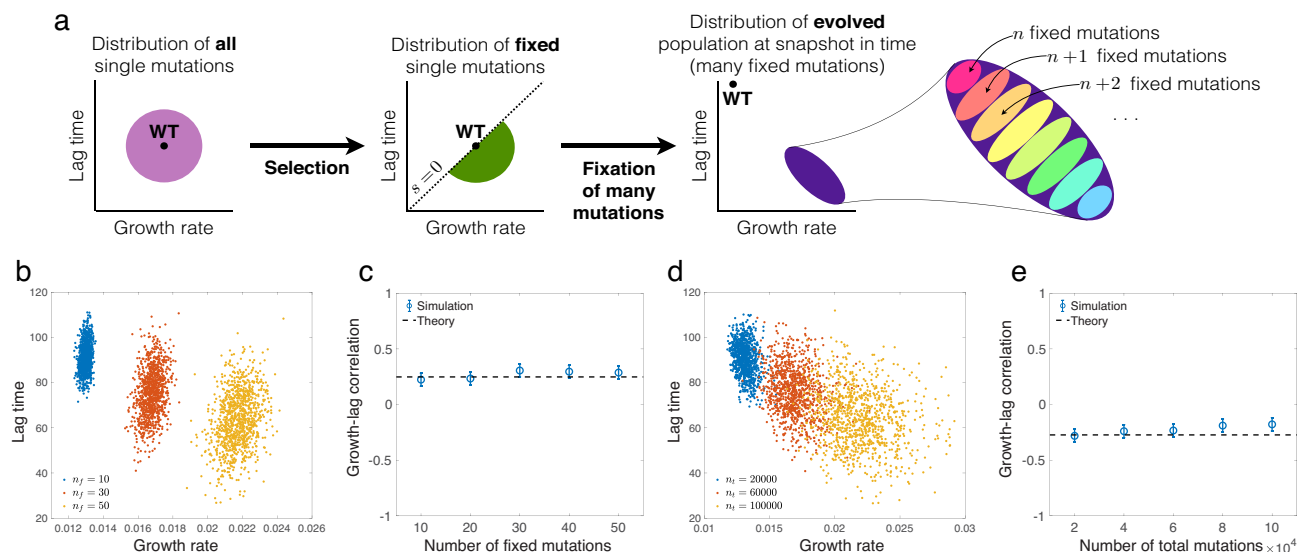 a
Distribution of all
single mutations
Lag time
WT
Growth rate
Selection
Distribution of fixed
single mutations
Lag time
WT
s = 0
Growth rate
Fixation
of many
mutations
Distribution of evolved
population at snapshot in time
(many fixed mutations)
Lag time
WT
Growth rate
n fixed mutations
n + 1 fixed mutations
n + 2 fixed mutations
. . .
b
Lag time
120
100
80
60
40
20
n_f = 10
n_f = 30
n_f = 50
0.012 0.014 0.016 0.018 0.02 0.022 0.024 0.026
Growth rate
c
Growth-lag correlation
1
0.5
0
-0.5
-1
Simulation
Theory
10 20 30 40 50
Number of fixed mutations
d
Lag time
120
100
80
60
40
20
n_t = 20000
n_t = 60000
n_t = 100000
0.01 0.015 0.02 0.025 0.03
Growth rate
e
Growth-lag correlation
1
0.5
0
-0.5
-1
Simulation
Theory
2 4 6 8 10
Number of total mutations ×10^4